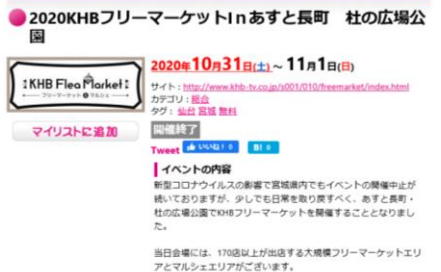 2020KHBフリーマーケットInあすと長町　杜の広場公
園
KHB Flea Market
フリーマーケット&マルシェ
マイリストに追加
2020年10月31日(土) ~ 11月1日(日)
サイト：http://www.khb-tv.co.jp/s001/010/freemarket/index.html
カテゴリ：総合
タグ： 仙台 宮城 無料
開催終了
Tweet いいね！ 0 B! 0
イベントの内容
新型コロナウイルスの影響で宮城県内でもイベントの開催中止が
続いておりますが、少しでも日常を取り戻すべく、あすと長町・
杜の広場公園でKHBフリーマーケットを開催することとなりまし
た。
当日会場には、170店以上が出店する大規模フリーマーケットエリ
アとマルシェエリアがございます。